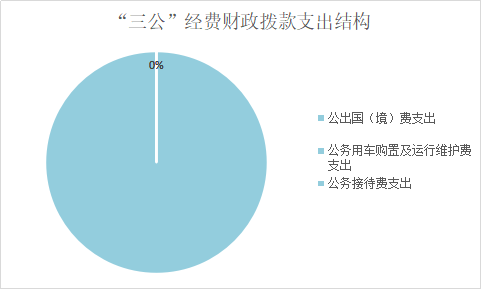 “三公”经费财政拨款支出结构
0%
公出国（境）费支出
公务用车购置及运行维护费
支出
公务接待费支出